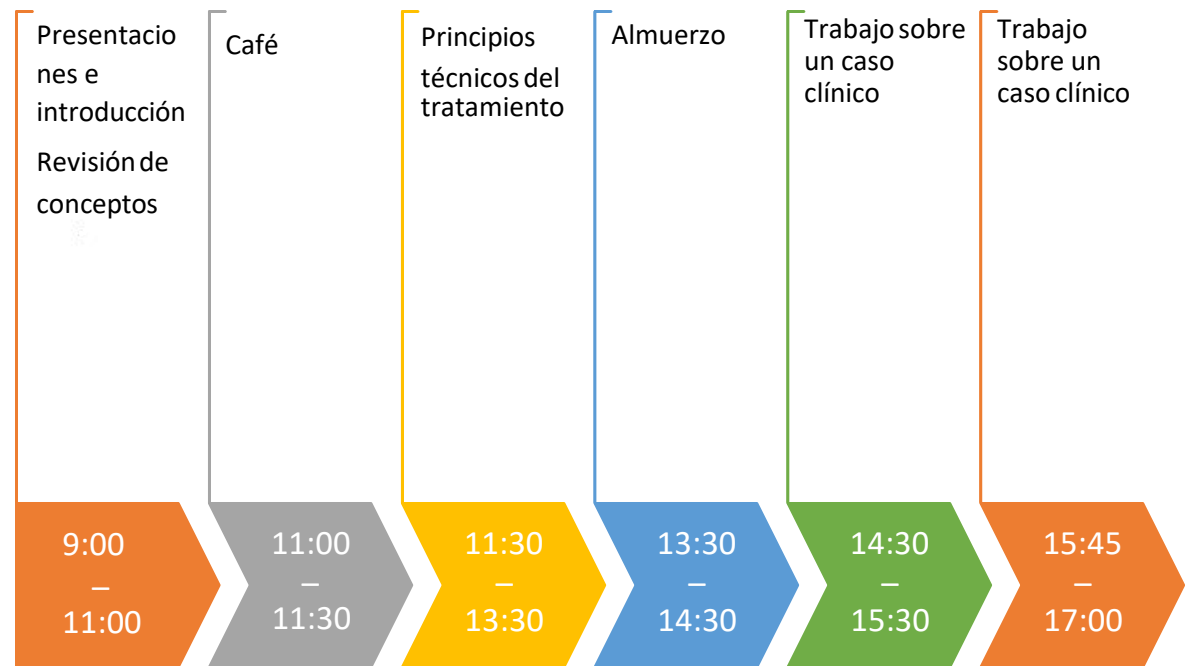 Presentacio
nes e
introducción
Revisión de
conceptos
Café
Principios
técnicos del
tratamiento
Almuerzo
Trabajo sobre
un caso
clínico
Trabajo
sobre un
caso clínico
9:00
–
11:00
11:00
–
11:30
11:30
–
13:30
13:30
–
14:30
14:30
–
15:30
15:45
–
17:00